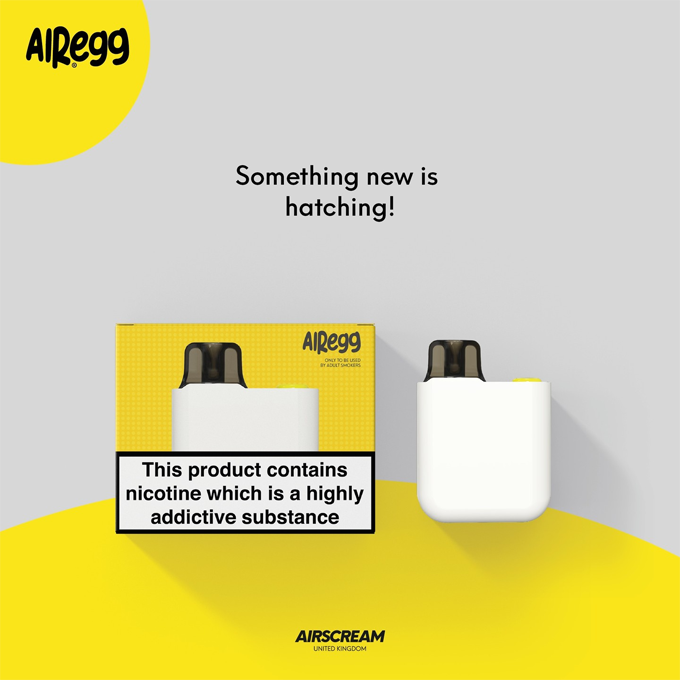 AIRegg
®
Something new is
hatching!
AIRegg
ONLY TO BE USED
BY ADULT SMOKERS
This product contains
nicotine which is a highly
addictive substance
AIRSCREAM
UNITED KINGDOM